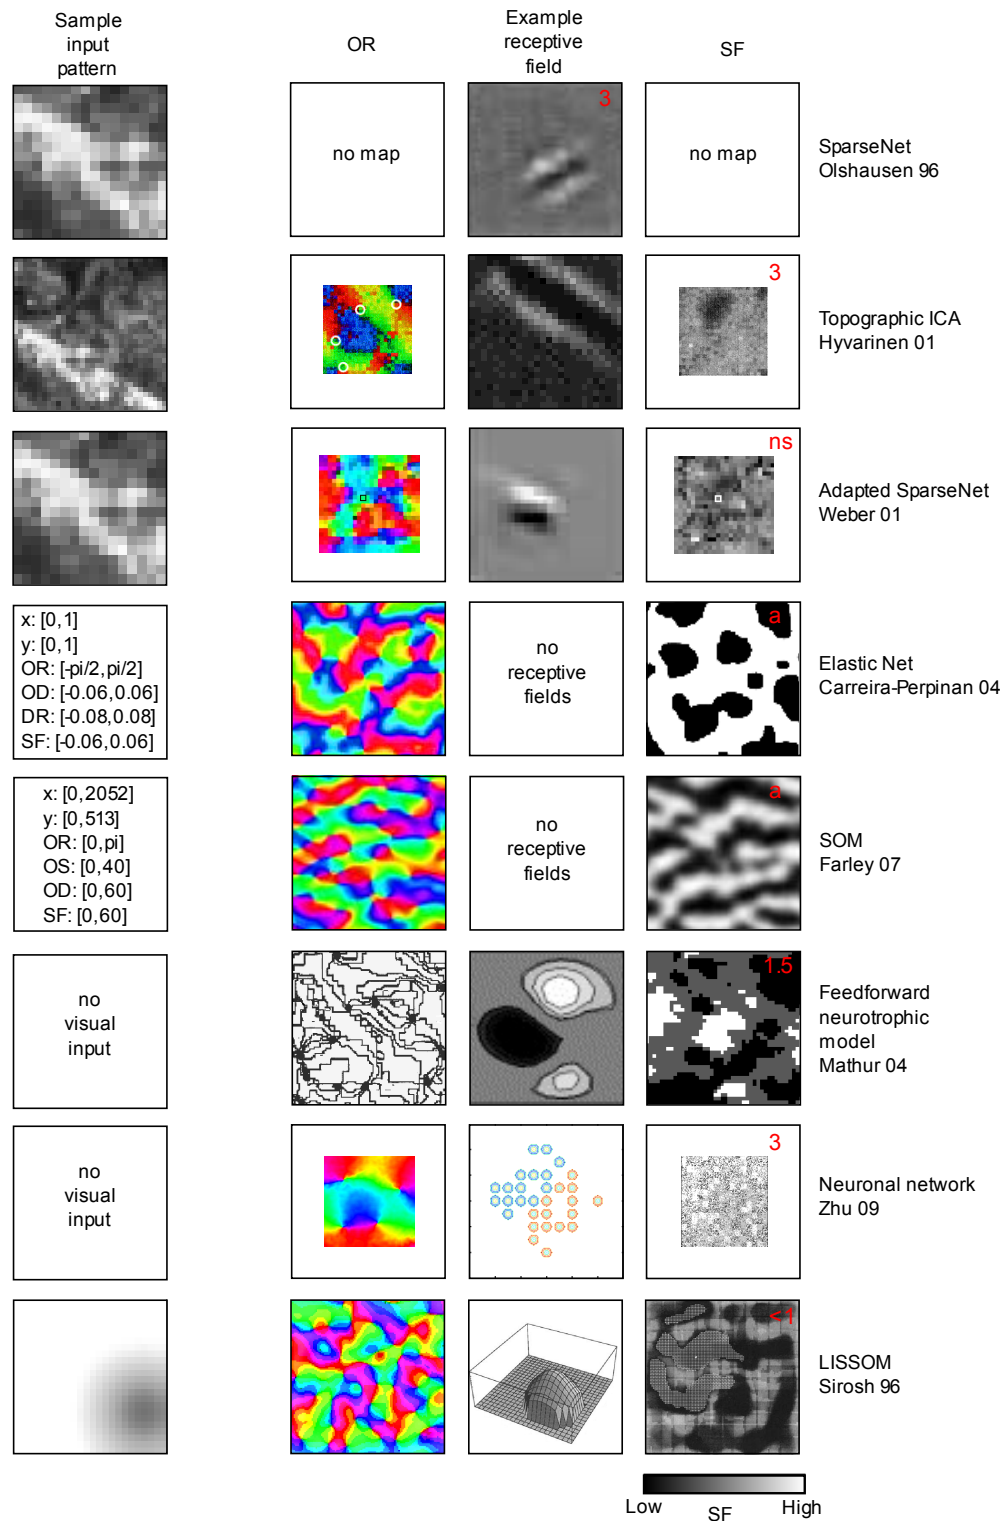 Sample
input
pattern
OR
Example
receptive
field
SF
no map
3
no map
SparseNet
Olshausen 96
3
Topographic ICA
Hyvarinen 01
ns
Adapted SparseNet
Weber 01
x: [0,1]
y: [0,1]
OR: [-pi/2,pi/2]
OD: [-0.06,0.06]
DR: [-0.08,0.08]
SF: [-0.06,0.06]
no
receptive
fields
a
Elastic Net
Carreira-Perpinan 04
x: [0,2052]
y: [0,513]
OR: [0,pi]
OS: [0,40]
OD: [0,60]
SF: [0,60]
no
receptive
fields
a
SOM
Farley 07
no
visual
input
1.5
Feedforward
neurotrophic
model
Mathur 04
no
visual
input
3
Neuronal network
Zhu 09
<1
LISSOM
Sirosh 96
Low
SF
High